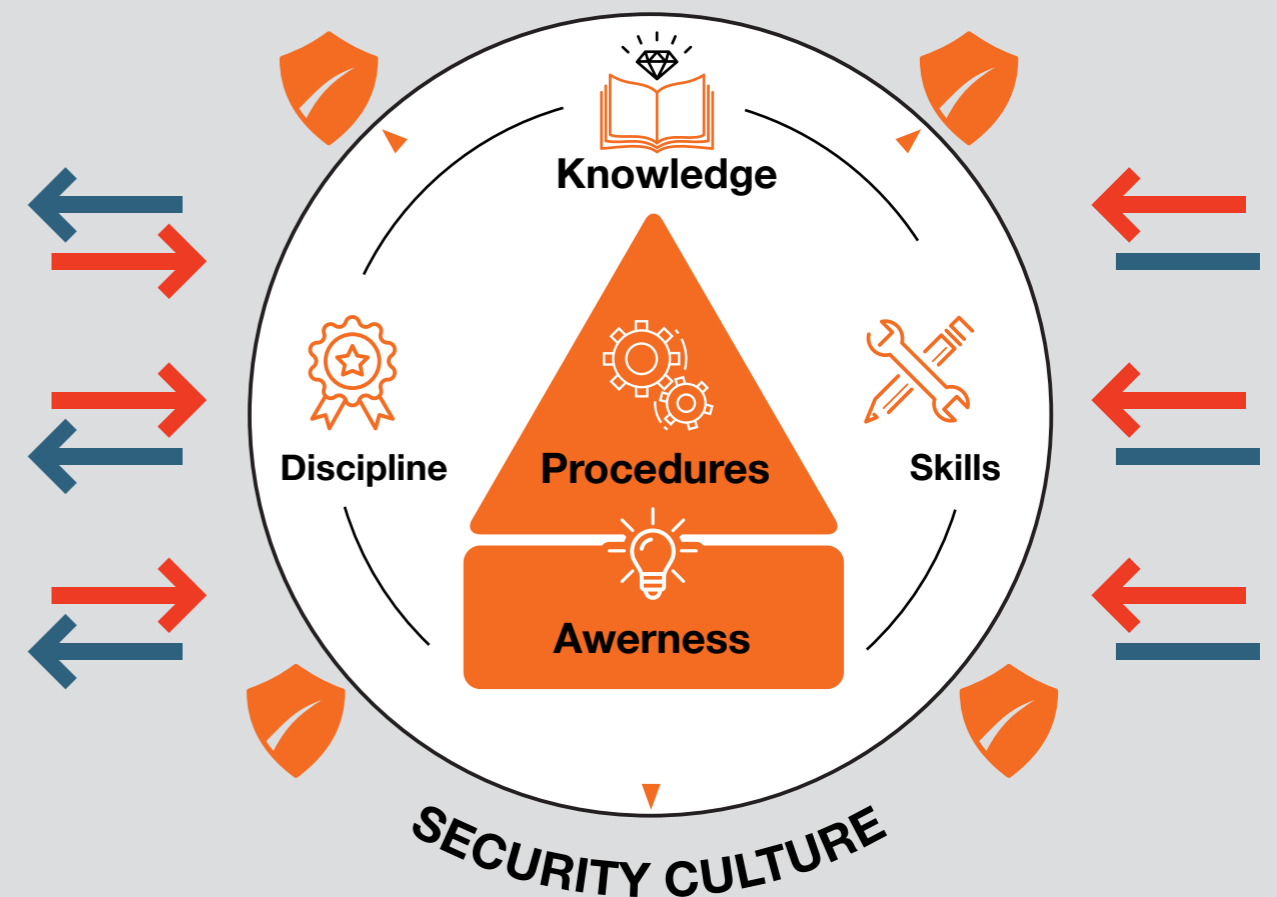 Knowledge
Discipline
Procedures
Skills
Awerness
SECURITY CULTURE